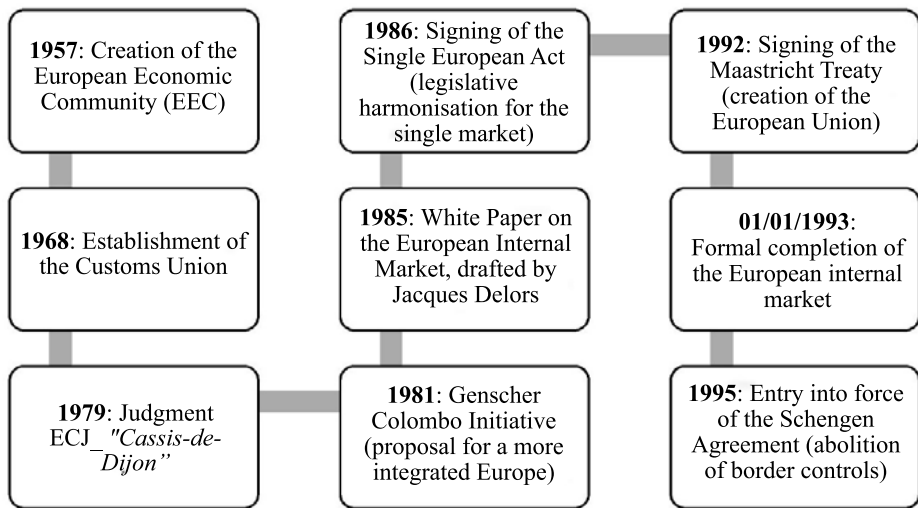 1957: Creation of the
European Economic
Community (EEC)
1968: Establishment of
the Customs Union
1979: Judgment
ECJ_ "Cassis-de-
Dijon”
1981: Genscher
Colombo Initiative
(proposal for a more
integrated Europe)
1985: White Paper on
the European Internal
Market, drafted by
Jacques Delors
1986: Signing of the
Single European Act
(legislative
harmonisation for the
single market)
1992: Signing of the
Maastricht Treaty
(creation of the
European Union)
01/01/1993:
Formal completion of
the European internal
market
1995: Entry into force
of the Schengen
Agreement (abolition
of border controls)